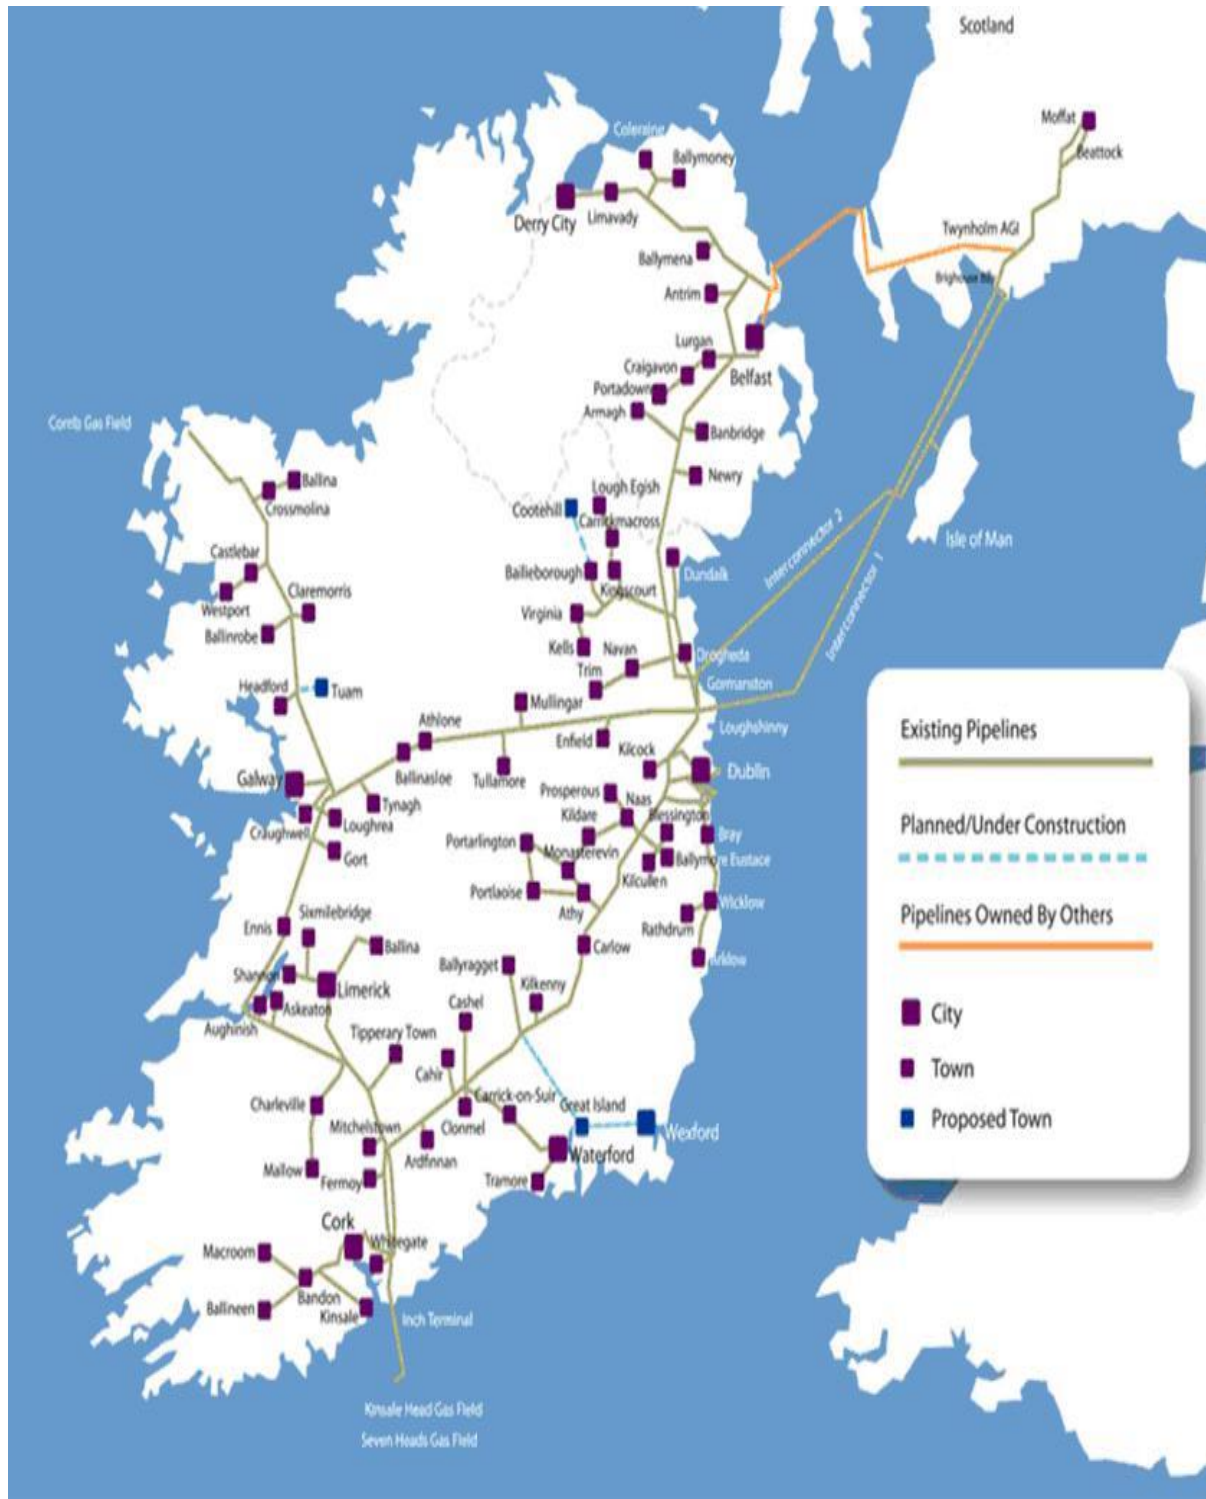 Scotland
Moffat
Beattock
Coleraine
Ballymoney
Derry City
Limavady
Twynholm AGI
Ballymena
Brighouse Bay
Antrim
Lurgan
Craigavon
Belfast
Portadown
Armagh
Corrib Gas Field
Banbridge
Newry
Ballina
Lough Egish
Crossmolina
Cootehill
Carrickmacross
Interconnector 2
Isle of Man
Castlebar
Bailieborough
Dundalk
Claremorris
Kingscourt
Westport
Virginia
Interconnector 1
Ballinrobe
Kells
Navan
Drogheda
Trim
Headford
Tuam
Gormanston
Mullingar
Athlone
Loughshinny
Existing Pipelines
Enfield
Kilcock
Galway
Ballinasloe
Tullamore
Dublin
Prosperous
Naas
Tynagh
Kildare
Blessington
Craughwell
Loughrea
Planned/Under Construction
Bray
Portarlington
Gort
Monasterevin
Ballymore Eustace
Kilcullen
Portlaoise
Wicklow
Athy
Pipelines Owned By Others
Sixmilebridge
Ennis
Rathdrum
Ballina
Carlow
Arklow
Shannon
Ballyragget
Limerick
Kilkenny
Cashel
Askeaton
City
Aughinish
Tipperary Town
Cahir
Town
Carrick-on-Suir
Charleville
Great Island
Proposed Town
Mitchelstown
Clonmel
Wexford
Ardfinnan
Waterford
Mallow
Fermoy
Tramore
Cork
Whitegate
Macroom
Bandon
Ballineen
Kinsale
Inch Terminal
Kinsale Head Gas Field
Seven Heads Gas Field